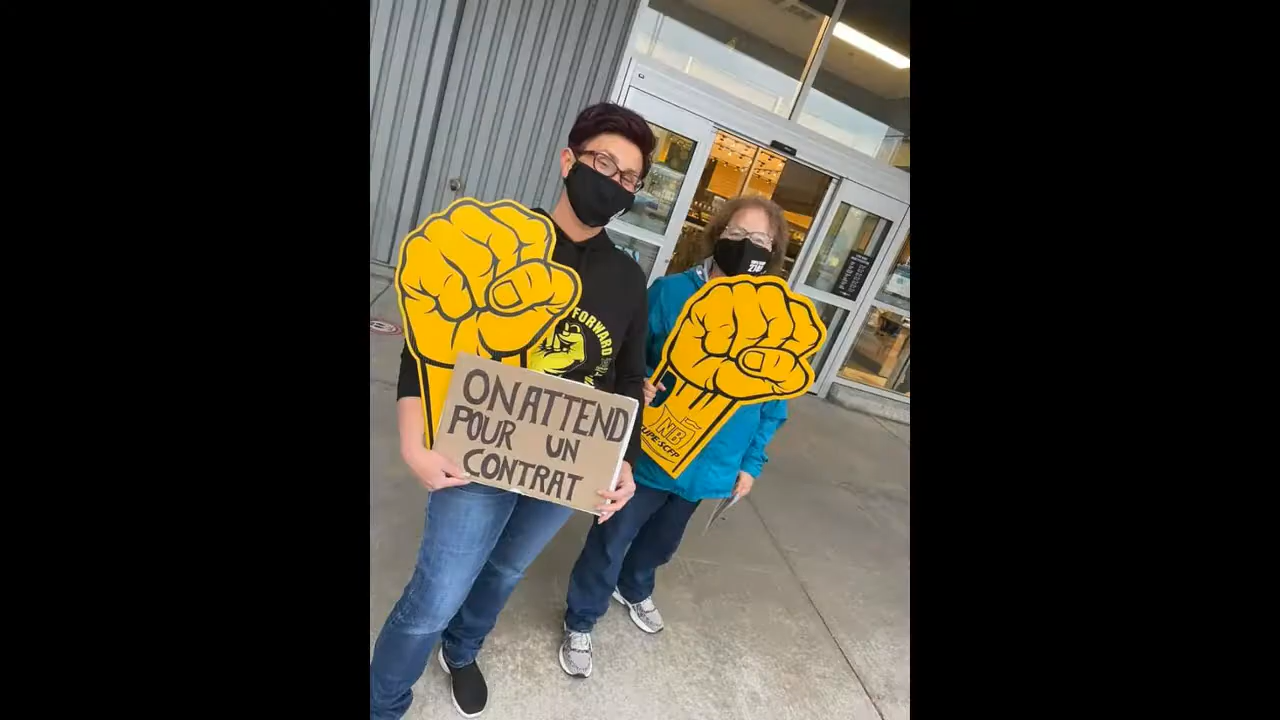 FORWARD
ON ATTEND
POUR UN
CONTRAT
NB
CUPE·SCFP